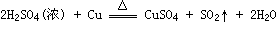 2H₂SO₄(浓) + Cu ═△═ CuSO₄ + SO₂↑ + 2H₂O